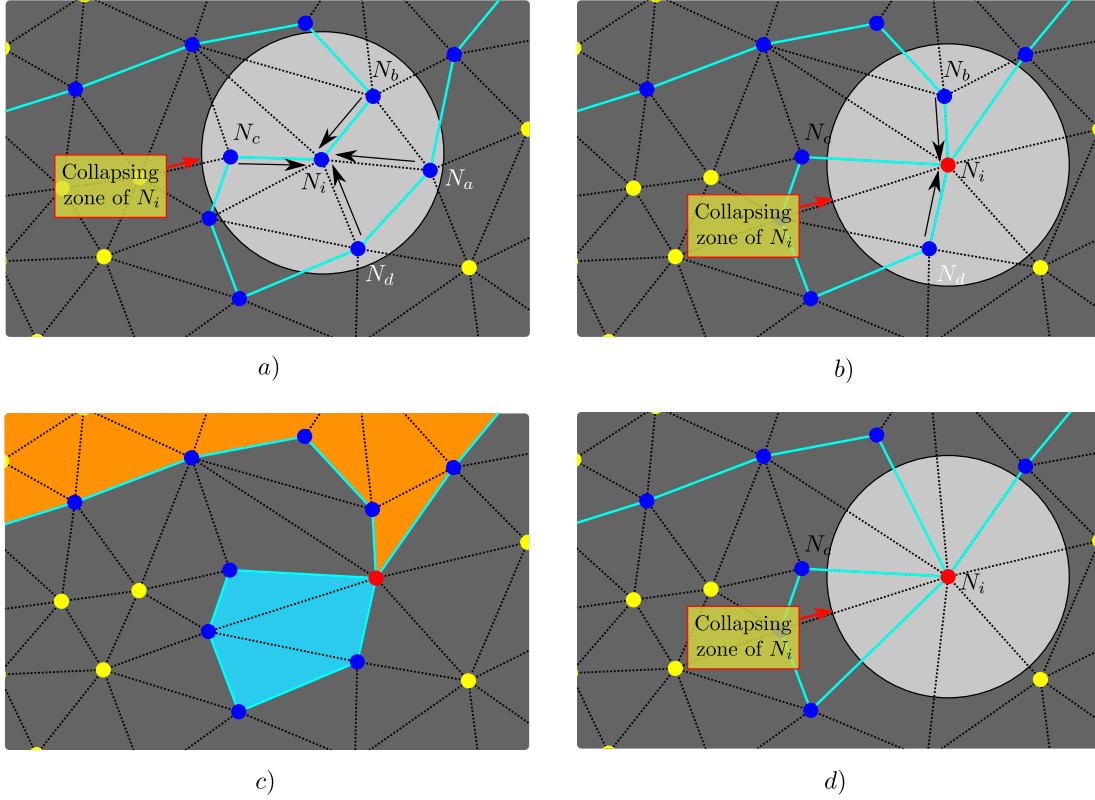 N_b
N_c
Collapsing
zone of N_i
N_i
N_a
N_d
a)
N_b
N_c
N_i
Collapsing
zone of N_i
N_d
b)
c)
N_c
N_i
Collapsing
zone of N_i
d)